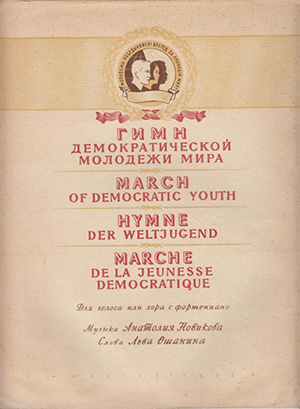 ГИМН
ДЕМОКРАТИЧЕСКОЙ
МОЛОДЕЖИ МИРА
MARCH
OF DEMOCRATIC YOUTH
HYMNE
DER WELTJUGEND
MARCHE
DE LA JEUNESSE
DEMOCRATIQUE
Для голоса или хора с фортепиано
Музыка Анатолия Новикова
Слова Льва Ошанина